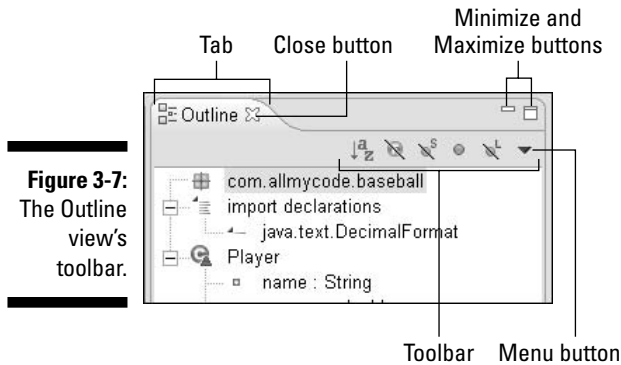 Minimize and
Maximize buttons
Tab
Close button
Outline
a
z
S
L
Figure 3-7:
The Outline
view's
toolbar.
com.allmycode.baseball
import declarations
java.text.DecimalFormat
Player
name : String
Toolbar
Menu button